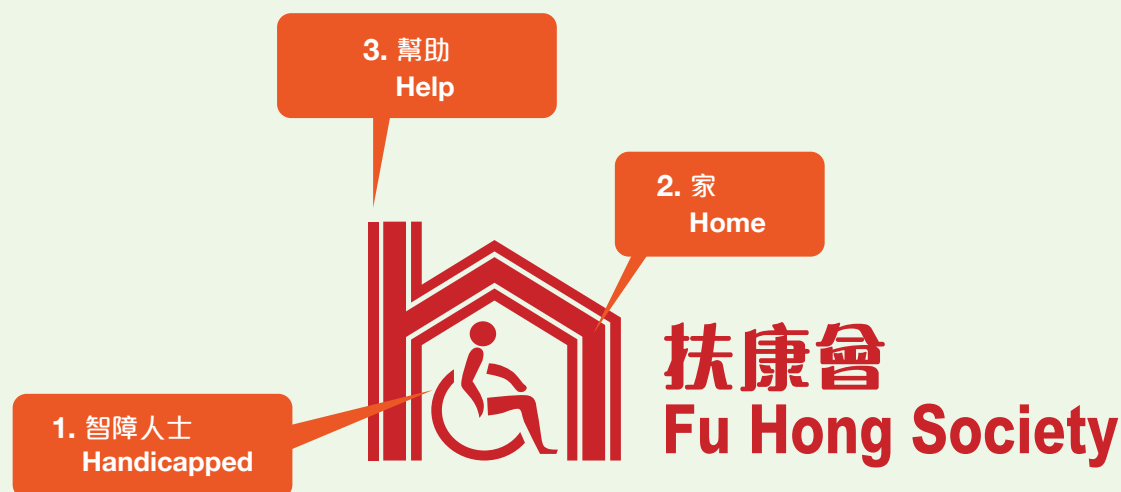 3. 幫助
Help
2. 家
Home
扶康會
Fu Hong Society
1. 智障人士
Handicapped